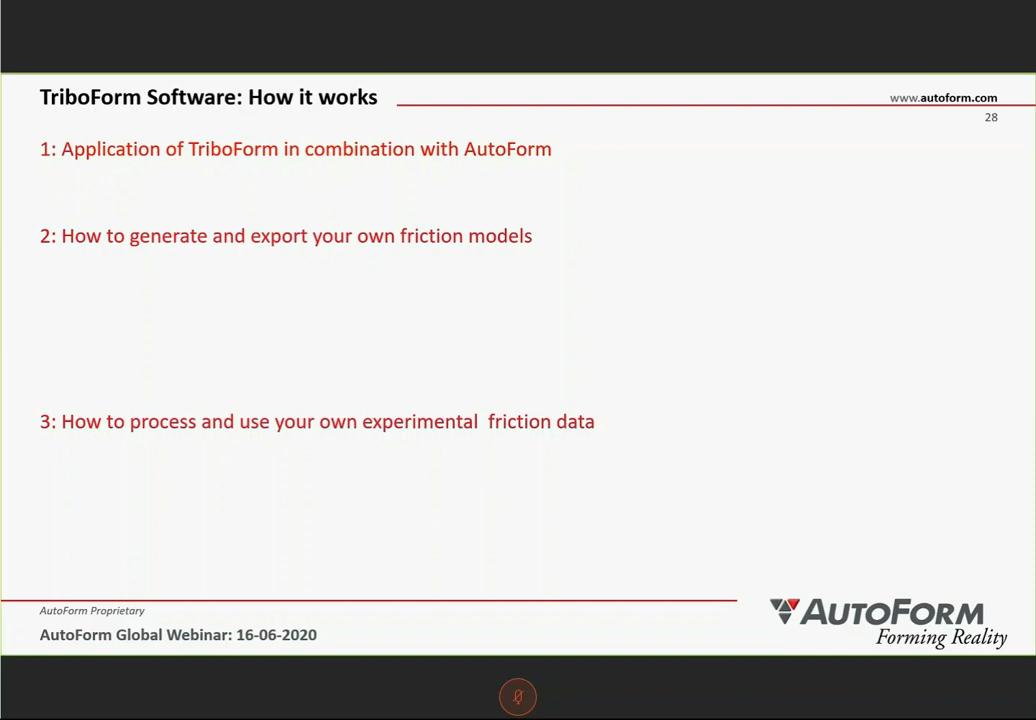 TriboForm Software: How it works
www.autoform.com
28
1: Application of TriboForm in combination with AutoForm
2: How to generate and export your own friction models
3: How to process and use your own experimental  friction data
AutoForm Proprietary
AutoForm Global Webinar: 16-06-2020
AUTOFORM
Forming Reality